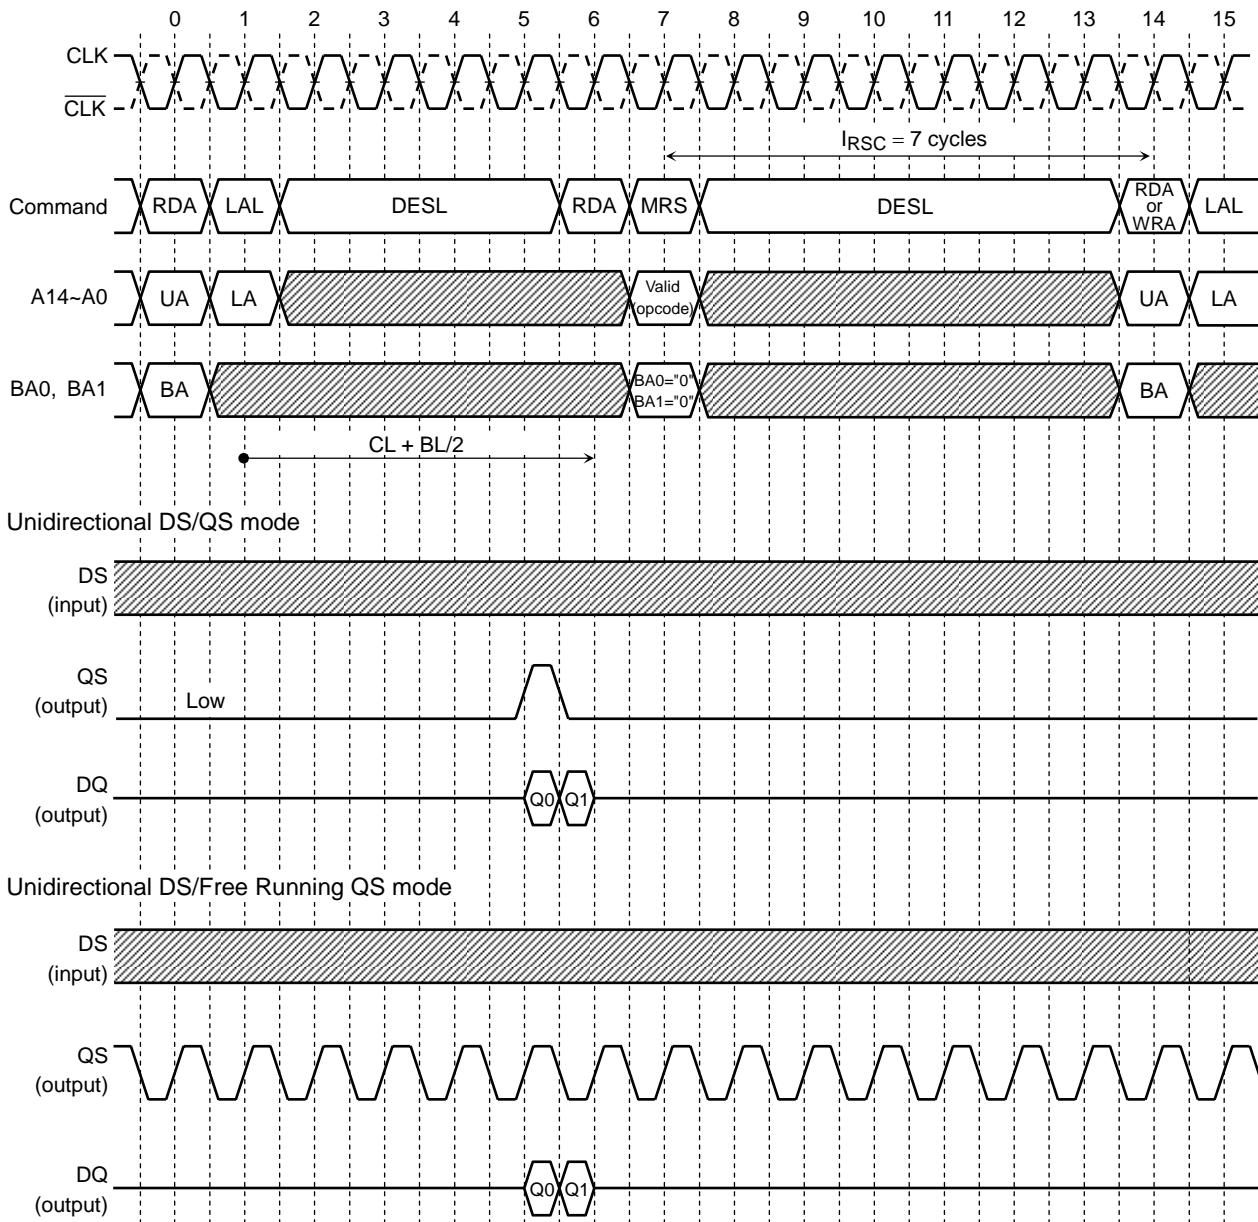 0 1 2 3 4 5 6 7 8 9 10 11 12 13 14 15
CLK
CLK
IRSC = 7 cycles
Command RDA LAL DESL RDA MRS DESL RDA or WRA LAL
A14~A0 UA LA Valid (opcode) UA LA
BA0, BA1 BA BA0="0" BA1="0" BA
CL + BL/2
Unidirectional DS/QS mode
DS
(input)
QS
(output)
Low
DQ
(output)
Q0 Q1
Unidirectional DS/Free Running QS mode
DS
(input)
QS
(output)
DQ
(output)
Q0 Q1